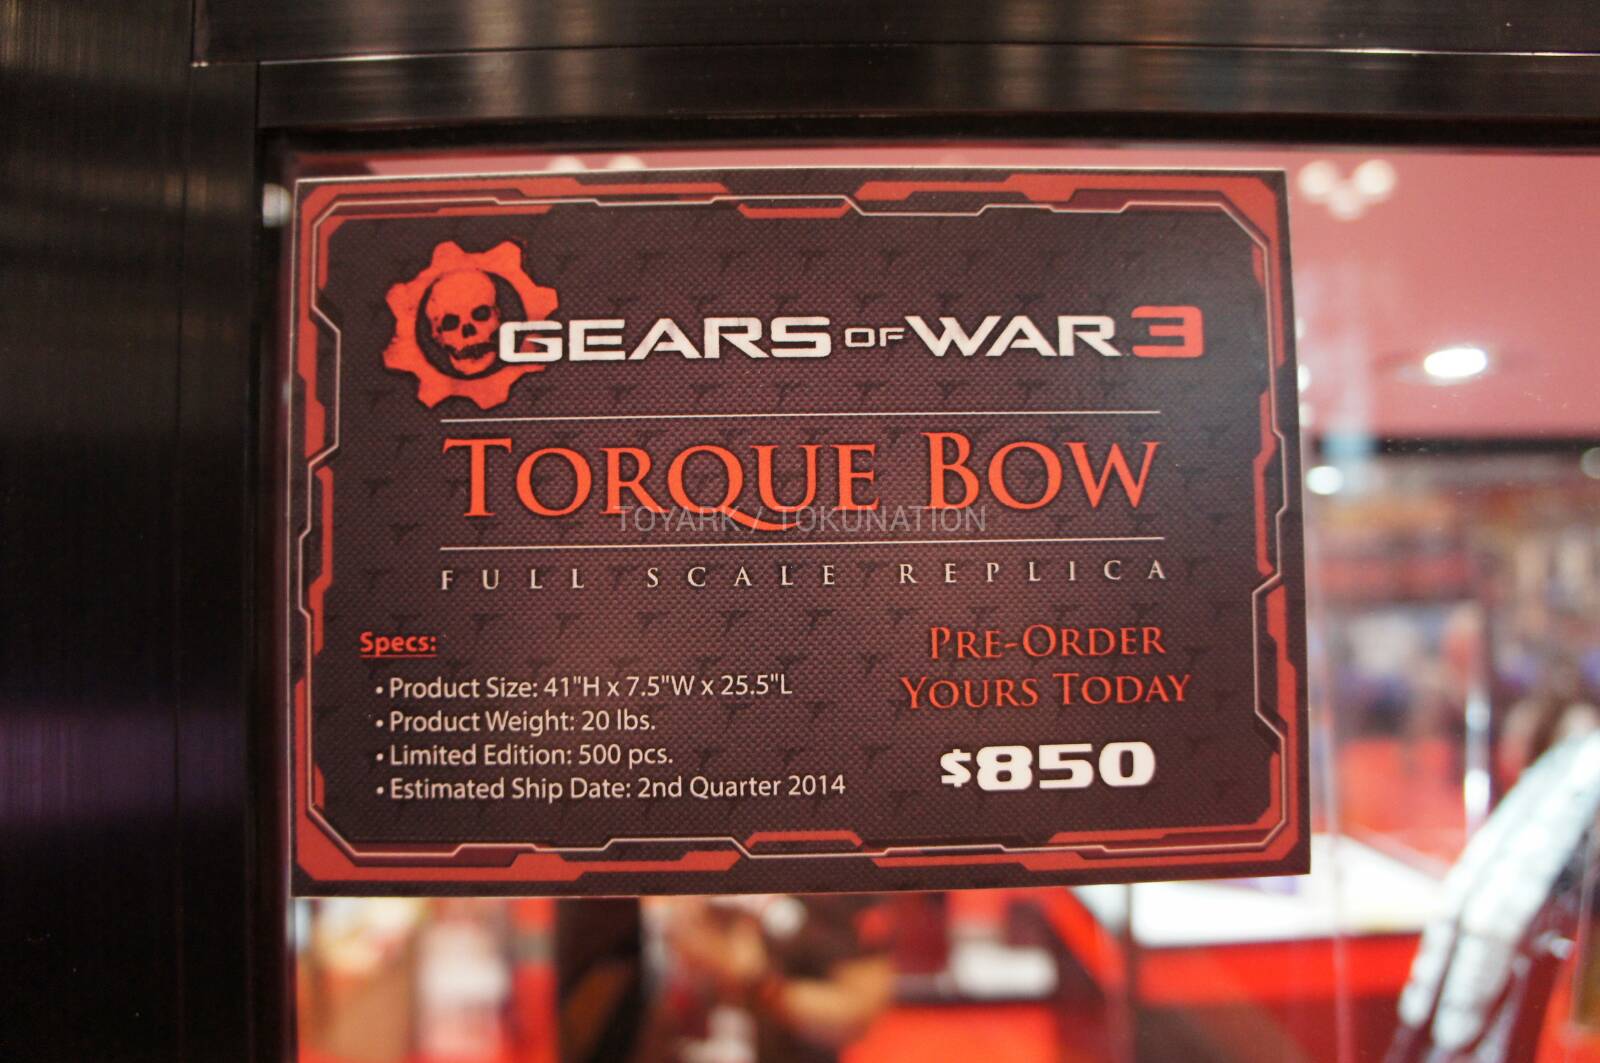 GEARS OF WAR 3
TORQUE BOW
TOYARK / TOKUNATION
FULL SCALE REPLICA
Specs:
• Product Size: 41"H x 7.5"W x 25.5"L
• Product Weight: 20 lbs.
• Limited Edition: 500 pcs.
• Estimated Ship Date: 2nd Quarter 2014
PRE-ORDER
YOURS TODAY
$850